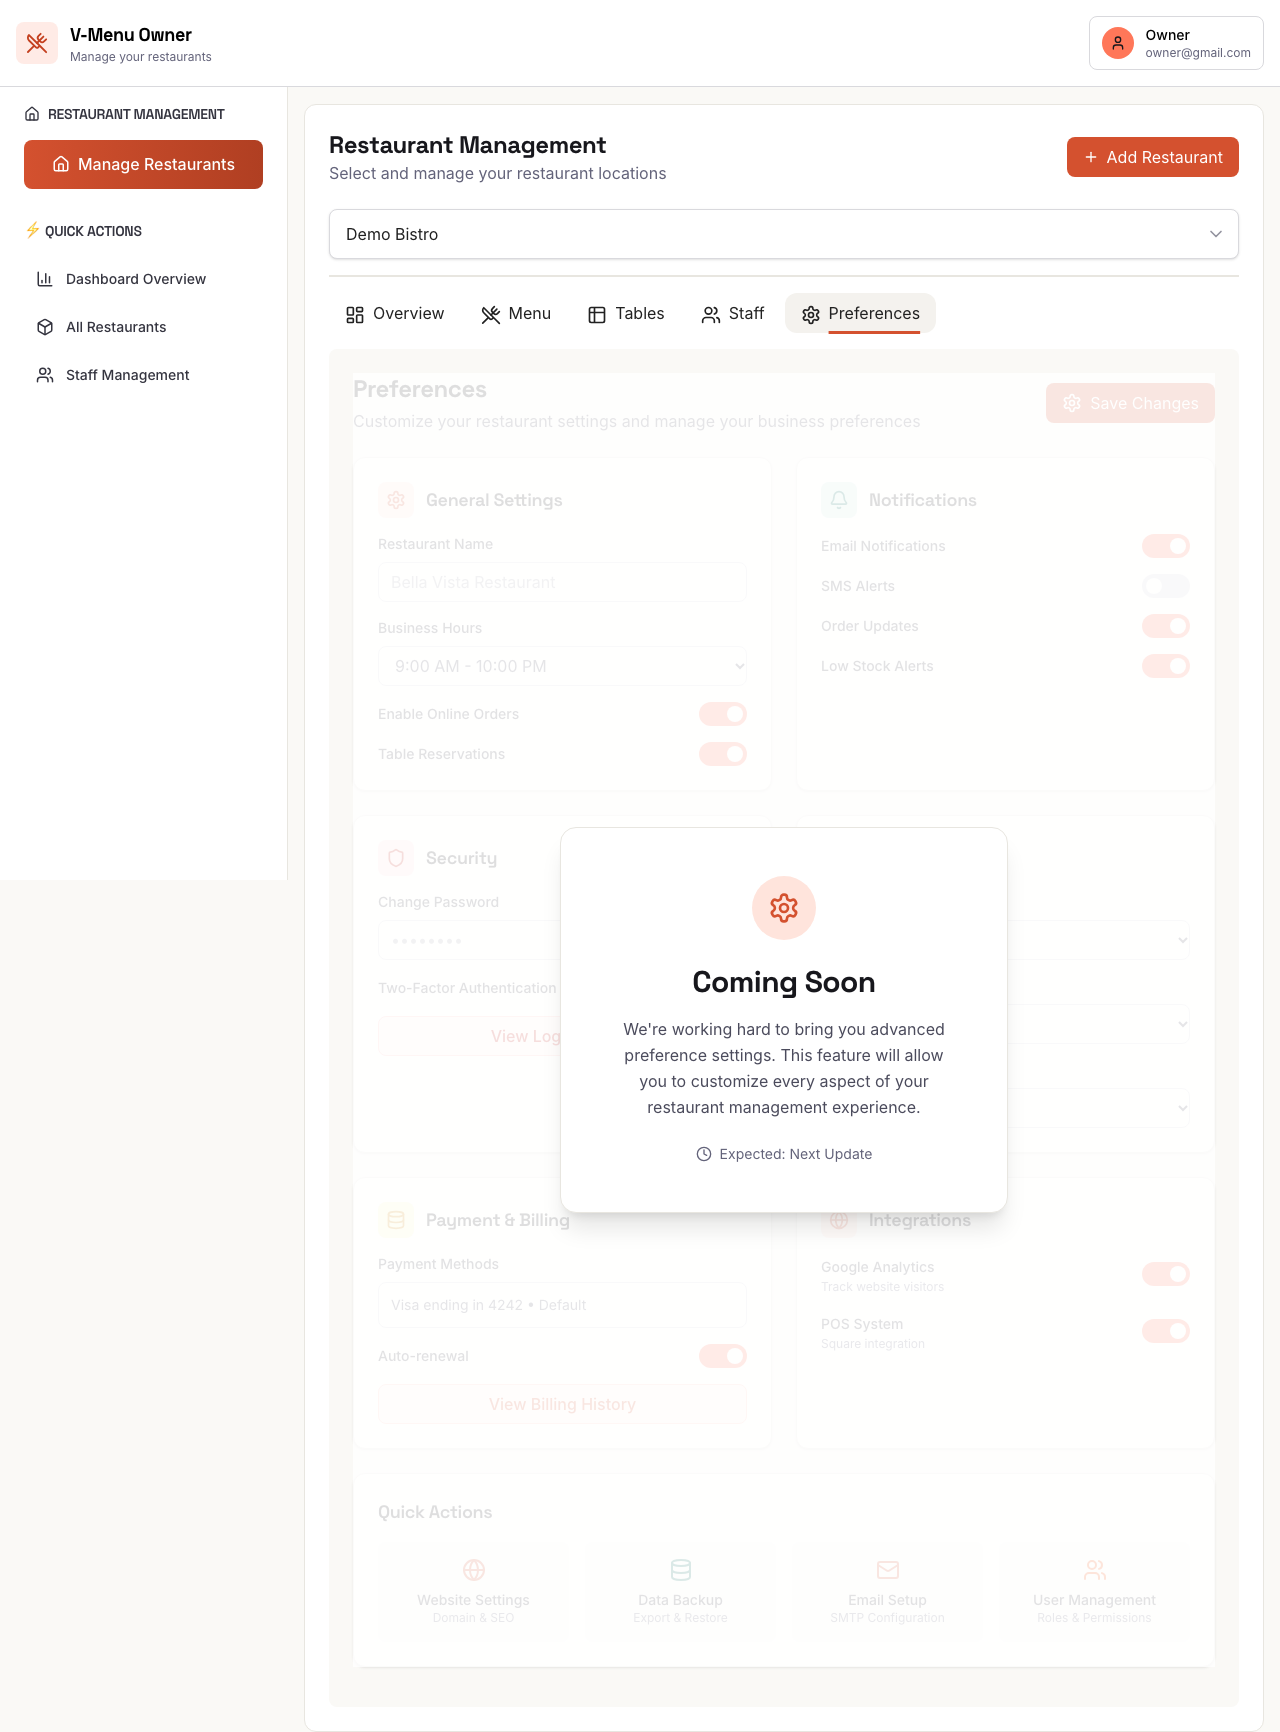 V-Menu Owner
Manage your restaurants
Owner
owner@gmail.com
RESTAURANT MANAGEMENT
Manage Restaurants
⚡ QUICK ACTIONS
Dashboard Overview
All Restaurants
Staff Management
Restaurant Management
Select and manage your restaurant locations
Add Restaurant
Demo Bistro
Overview
Menu
Tables
Staff
Preferences
Preferences
Customize your restaurant settings and manage your business preferences
Save Changes
General Settings
Restaurant Name
Bella Vista Restaurant
Business Hours
9:00 AM - 10:00 PM
Enable Online Orders
Table Reservations
Notifications
Email Notifications
SMS Alerts
Order Updates
Low Stock Alerts
Security
Change Password
••••••••
Two-Factor Authentication
View Log
Coming Soon
We're working hard to bring you advanced
preference settings. This feature will allow
you to customize every aspect of your
restaurant management experience.
Expected: Next Update
Payment & Billing
Payment Methods
Visa ending in 4242 • Default
Auto-renewal
View Billing History
Integrations
Google Analytics
Track website visitors
POS System
Square integration
Quick Actions
Website Settings
Domain & SEO
Data Backup
Export & Restore
Email Setup
SMTP Configuration
User Management
Roles & Permissions